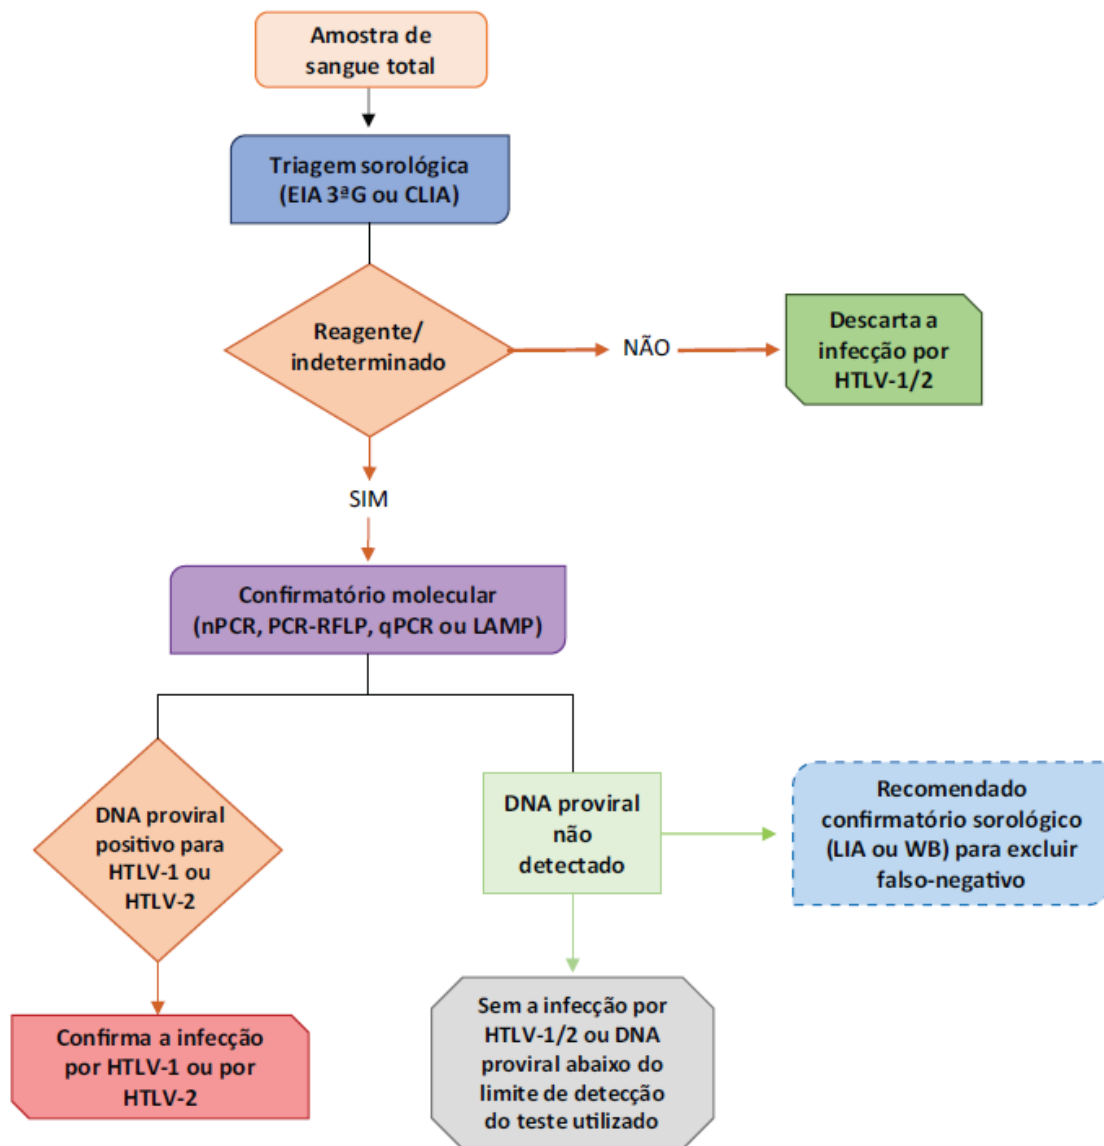 Amostra de
sangue total
Triagem sorológica
(EIA 3ªG ou CLIA)
Reagente/
indeterminado
NÃO
Descarta a
infecção por
HTLV-1/2
SIM
Confirmatório molecular
(nPCR, PCR-RFLP, qPCR ou LAMP)
DNA proviral
positivo para
HTLV-1 ou
HTLV-2
DNA proviral
não
detectado
Recomendado
confirmatório sorológico
(LIA ou WB) para excluir
falso-negativo
Confirma a infecção
por HTLV-1 ou por
HTLV-2
Sem a infecção por
HTLV-1/2 ou DNA
proviral abaixo do
limite de detecção
do teste utilizado